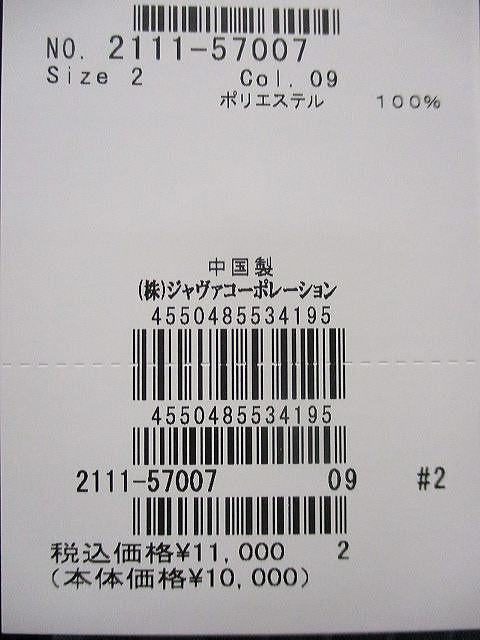 NO. 2111-57007
Size 2 Col. 09
ポリエステル 100%
中国製
(株)ジャヴァコーポレーション
4550485534195
4550485534195
2111-57007 09 #2
税込価格¥11,000 2
(本体価格¥10,000)